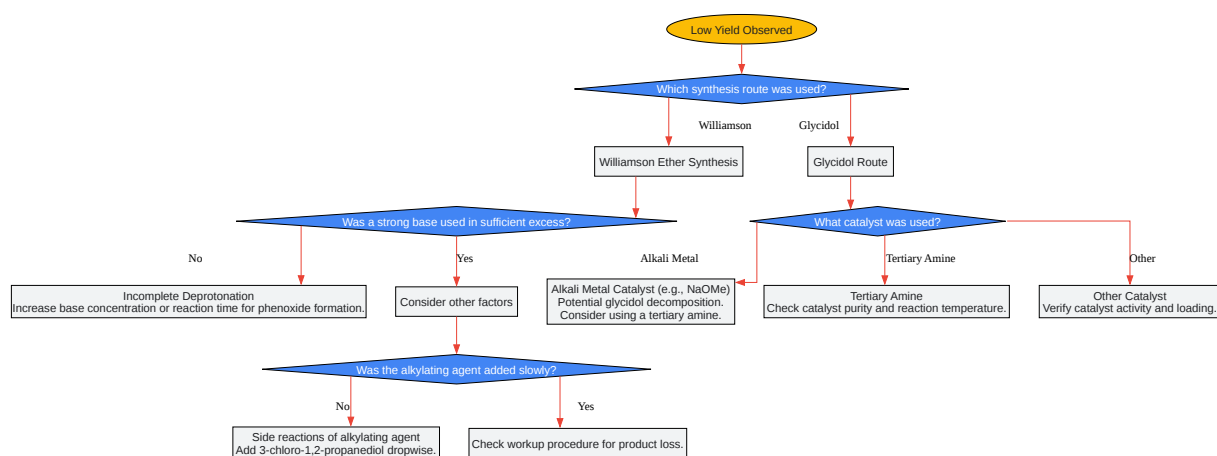 Low Yield Observed
Which synthesis route was used?
Williamson
Glycidol
Williamson Ether Synthesis
Glycidol Route
Was a strong base used in sufficient excess?
What catalyst was used?
No
Yes
Alkali Metal
Tertiary Amine
Other
Incomplete Deprotonation
Increase base concentration or reaction time for phenoxide formation.
Consider other factors
Alkali Metal Catalyst (e.g., NaOMe)
Potential glycidol decomposition.
Consider using a tertiary amine.
Tertiary Amine
Check catalyst purity and reaction temperature.
Other Catalyst
Verify catalyst activity and loading.
Was the alkylating agent added slowly?
No
Yes
Side reactions of alkylating agent
Add 3-chloro-1,2-propanediol dropwise.
Check workup procedure for product loss.